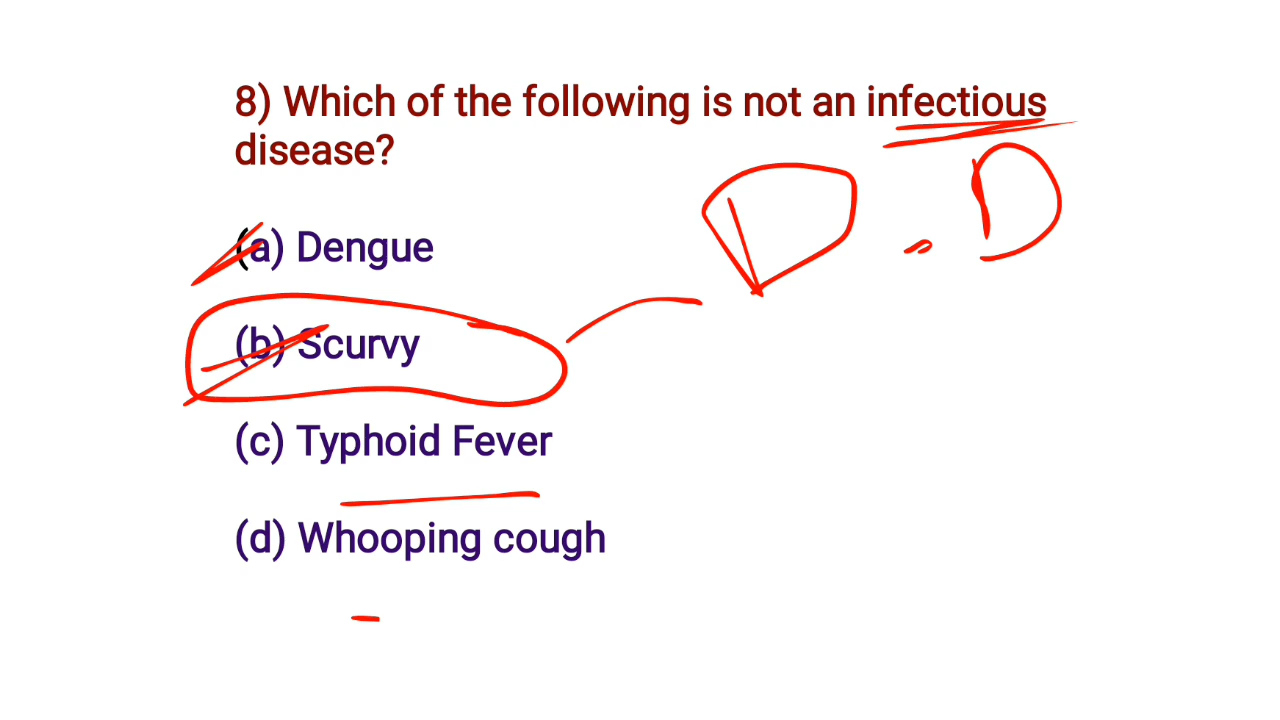 8) Which of the following is not an infectious
disease?
(a) Dengue
(b) Scurvy
(c) Typhoid Fever
(d) Whooping cough